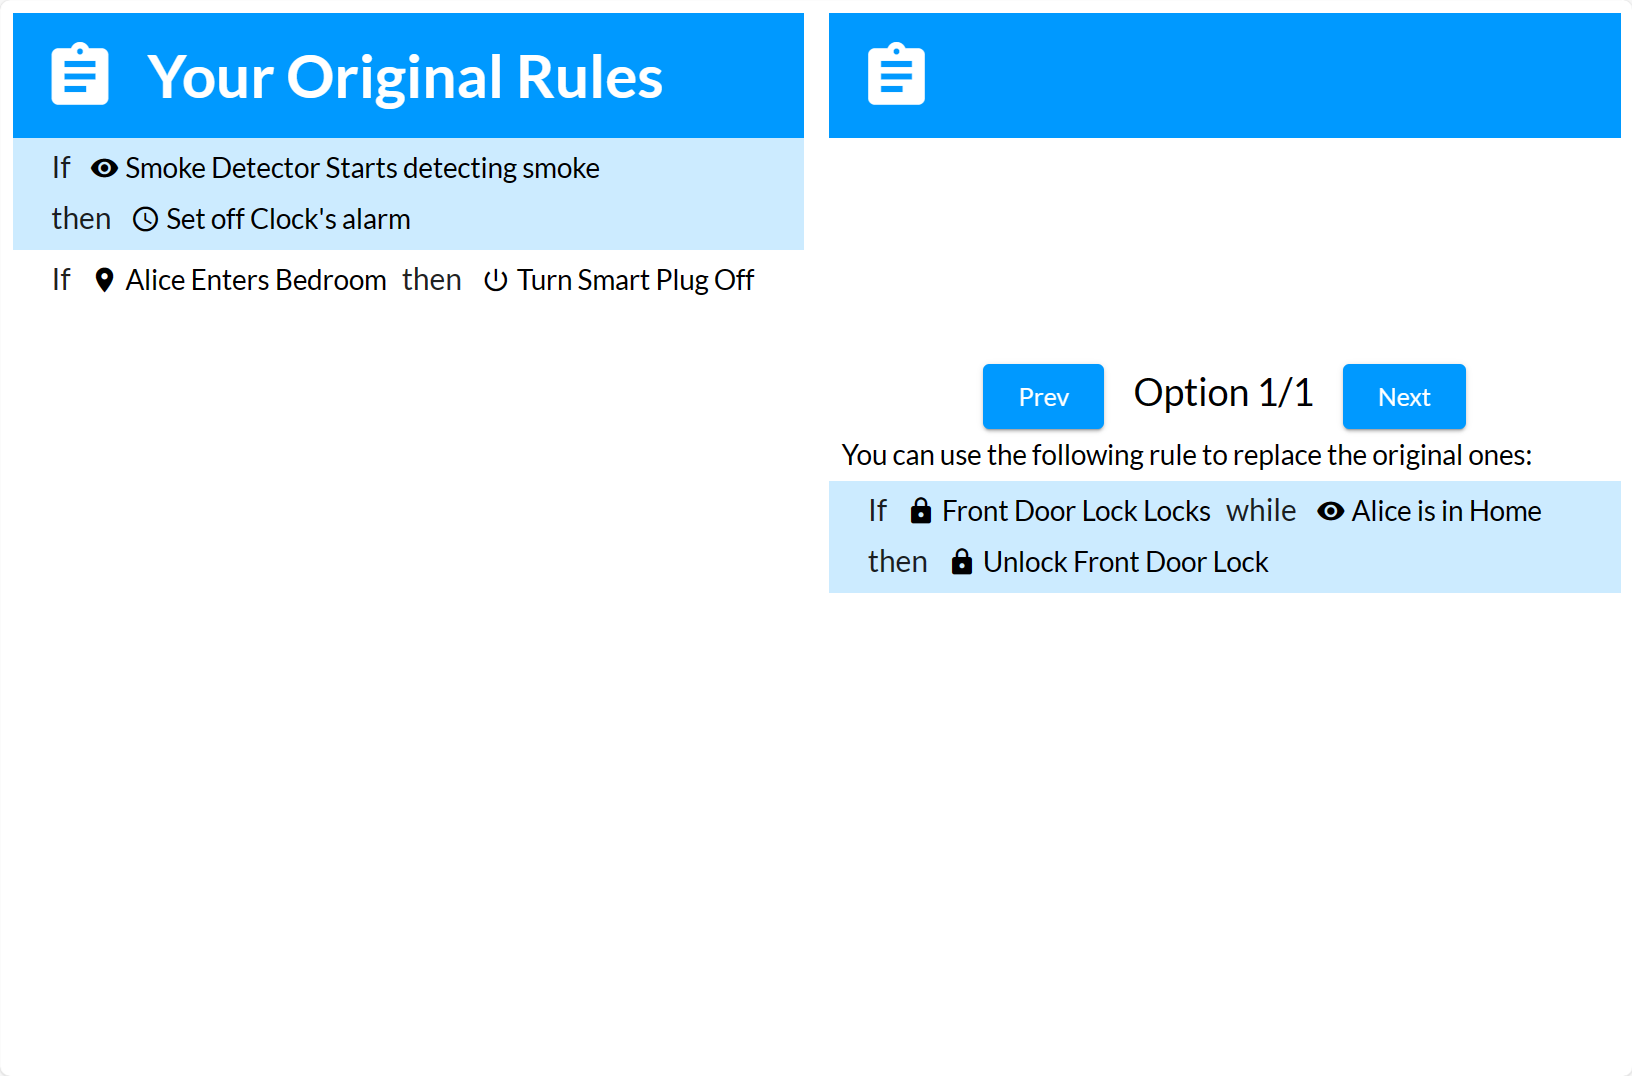 Your Original Rules
If Smoke Detector Starts detecting smoke
then Set off Clock's alarm
If Alice Enters Bedroom then Turn Smart Plug Off
Prev Option 1/1 Next
You can use the following rule to replace the original ones:
If Front Door Lock Locks while Alice is in Home
then Unlock Front Door Lock